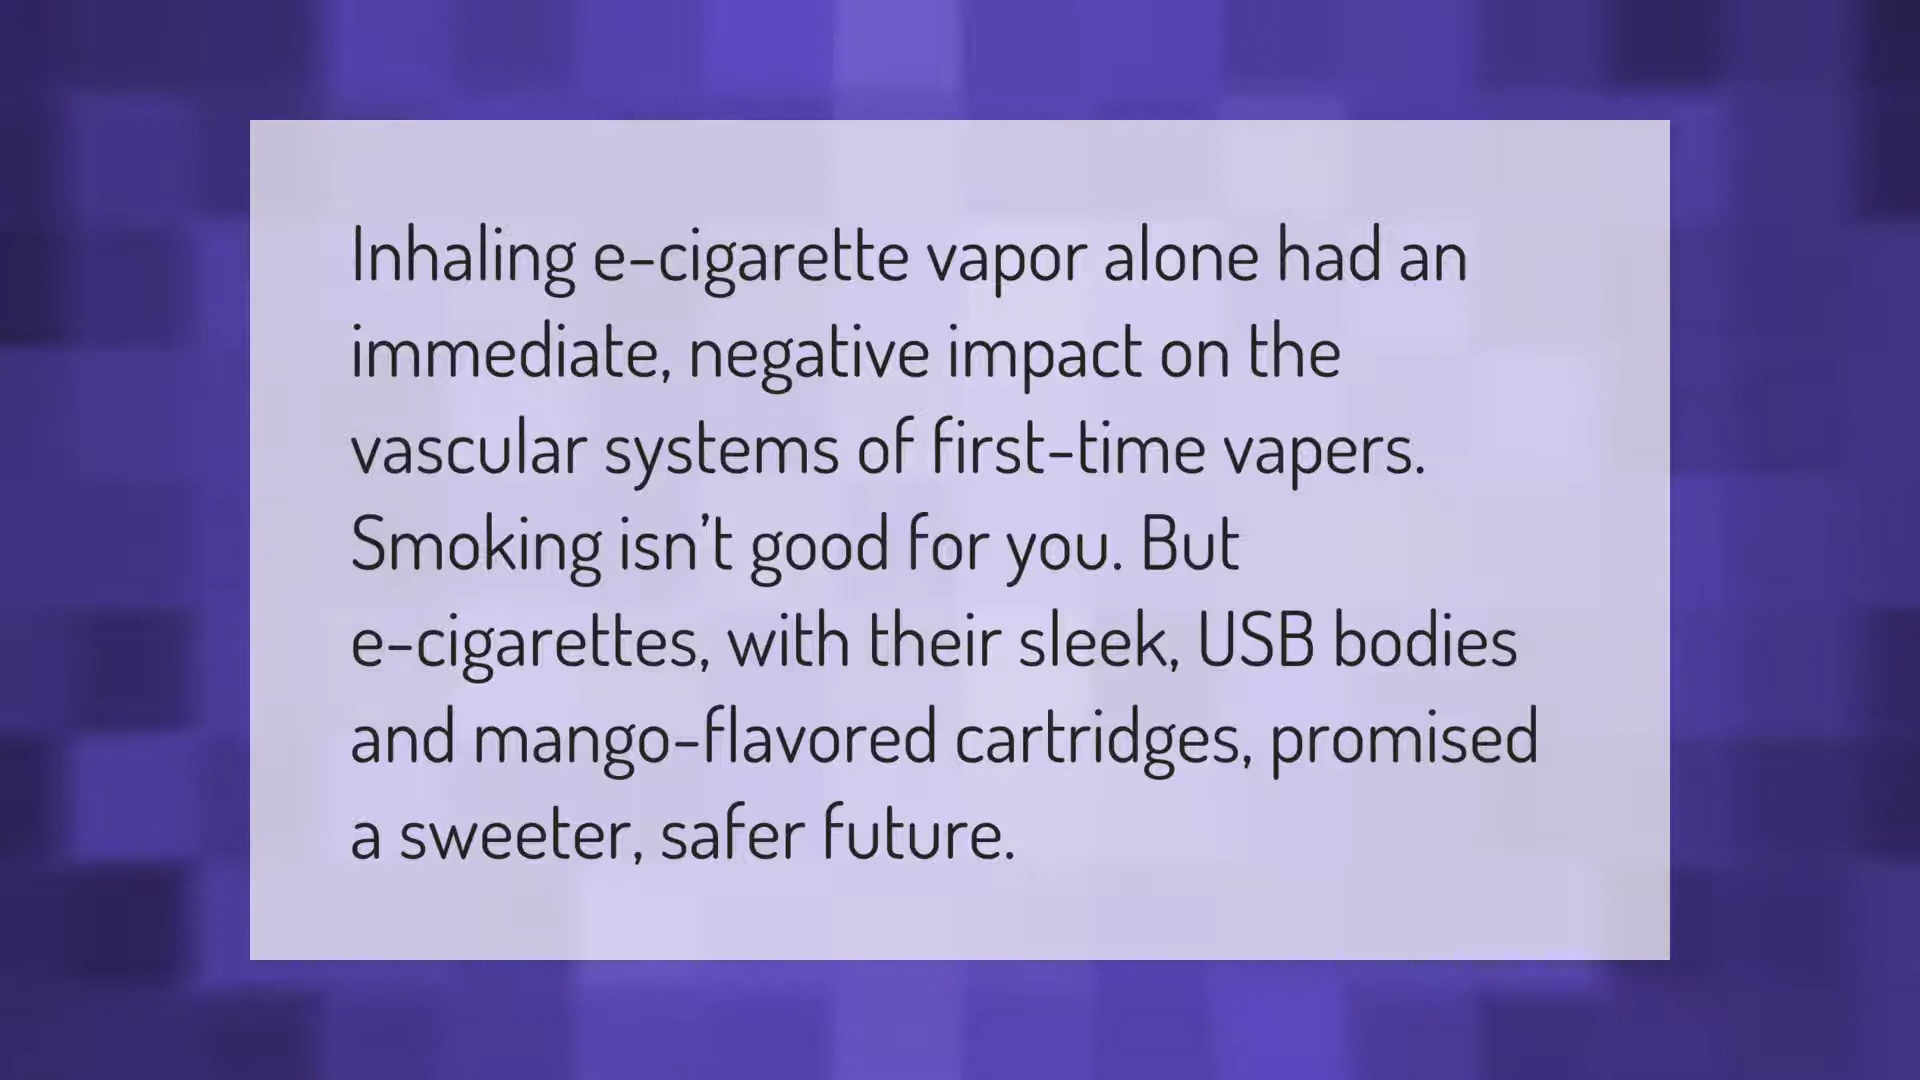 Inhaling e-cigarette vapor alone had an
immediate, negative impact on the
vascular systems of first-time vapers.
Smoking isn't good for you. But
e-cigarettes, with their sleek, USB bodies
and mango-flavored cartridges, promised
a sweeter, safer future.